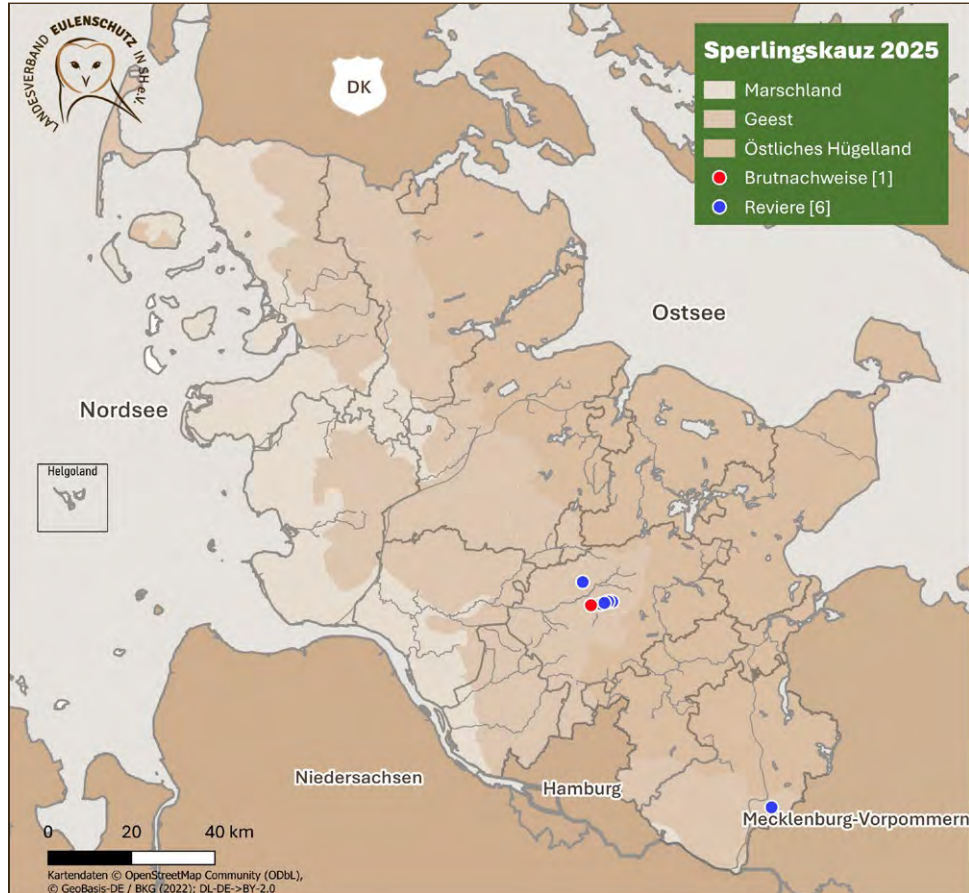 LANDESVERBAND EULENSCHUTZ IN SH e.V.
DK
Sperlingskauz 2025
Marschland
Geest
Östliches Hügelland
Brutnachweise [1]
Reviere [6]
Ostsee
Nordsee
Helgoland
Niedersachsen
Hamburg
Mecklenburg-Vorpommern
0 20 40 km
Kartendaten © OpenStreetMap Community (ODbL),
© GeoBasis-DE / BKG (2022): DL-DE->BY-2.0